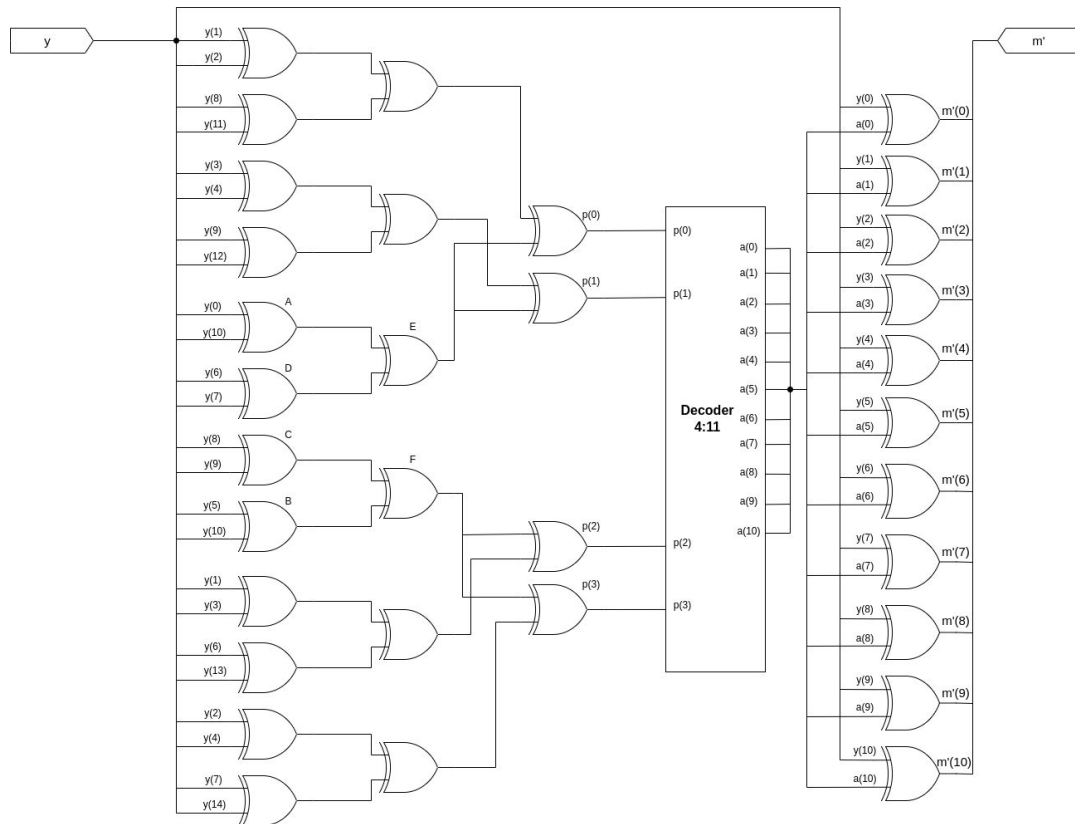 y
y(1)
y(2)
y(8)
y(11)
y(3)
y(4)
y(9)
y(12)
y(0)
y(10)
A
y(6)
y(7)
D
E
y(8)
y(9)
C
y(5)
y(10)
B
F
y(1)
y(3)
y(6)
y(13)
y(2)
y(4)
y(7)
y(14)
p(0)
p(1)
p(2)
p(3)
p(0)
p(1)
p(2)
p(3)
Decoder
4:11
a(0)
a(1)
a(2)
a(3)
a(4)
a(5)
a(6)
a(7)
a(8)
a(9)
a(10)
m'
y(0)
a(0)
m'(0)
y(1)
a(1)
m'(1)
y(2)
a(2)
m'(2)
y(3)
a(3)
m'(3)
y(4)
a(4)
m'(4)
y(5)
a(5)
m'(5)
y(6)
a(6)
m'(6)
y(7)
a(7)
m'(7)
y(8)
a(8)
m'(8)
y(9)
a(9)
m'(9)
y(10)
a(10)
m'(10)